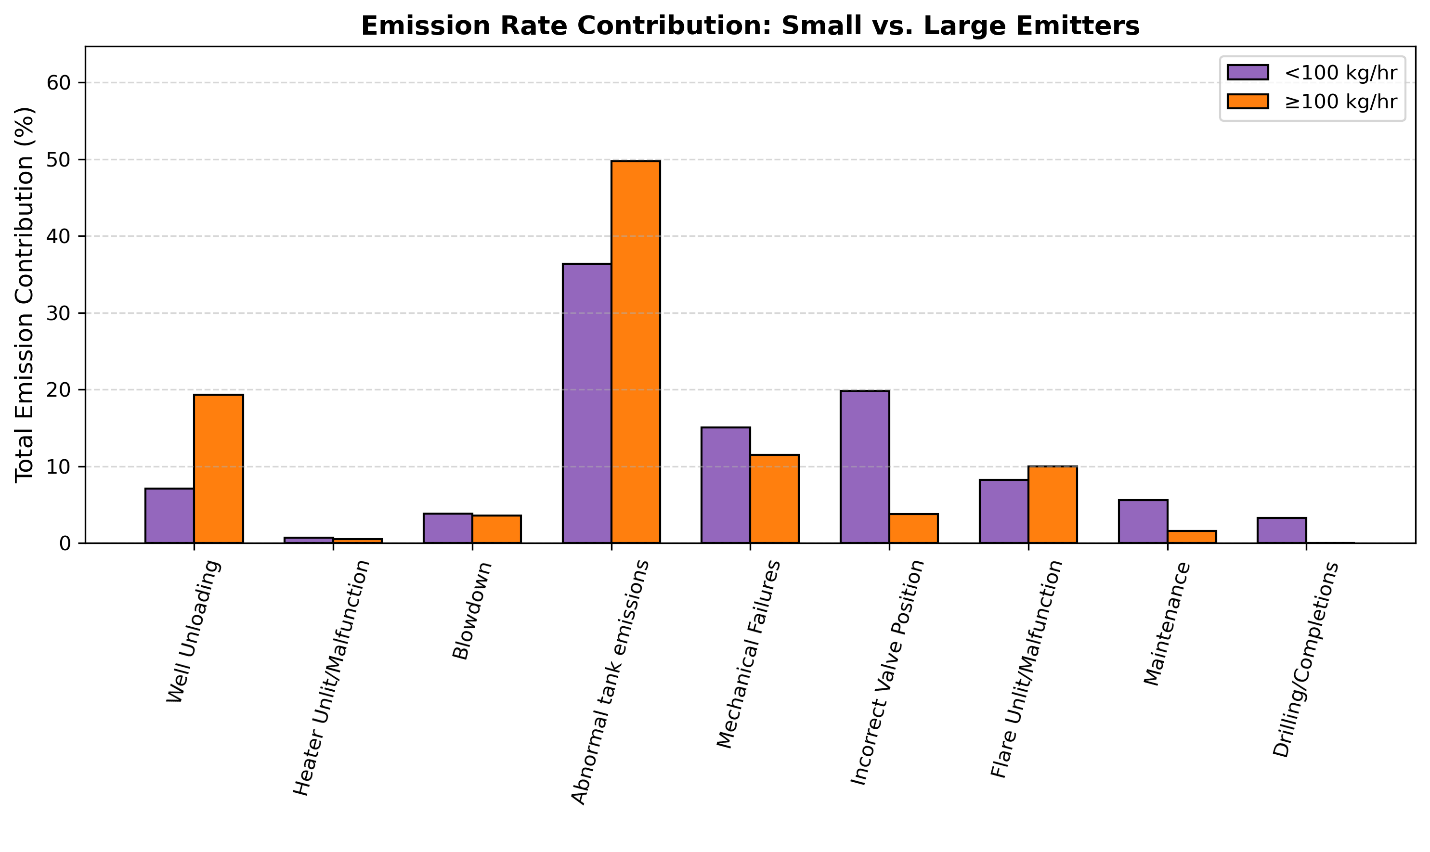 Emission Rate Contribution: Small vs. Large Emitters
<100 kg/hr
≥100 kg/hr
Total Emission Contribution (%)
60
50
40
30
20
10
0
Well Unloading
Heater Unlit/Malfunction
Blowdown
Abnormal tank emissions
Mechanical Failures
Incorrect Valve Position
Flare Unlit/Malfunction
Maintenance
Drilling/Completions